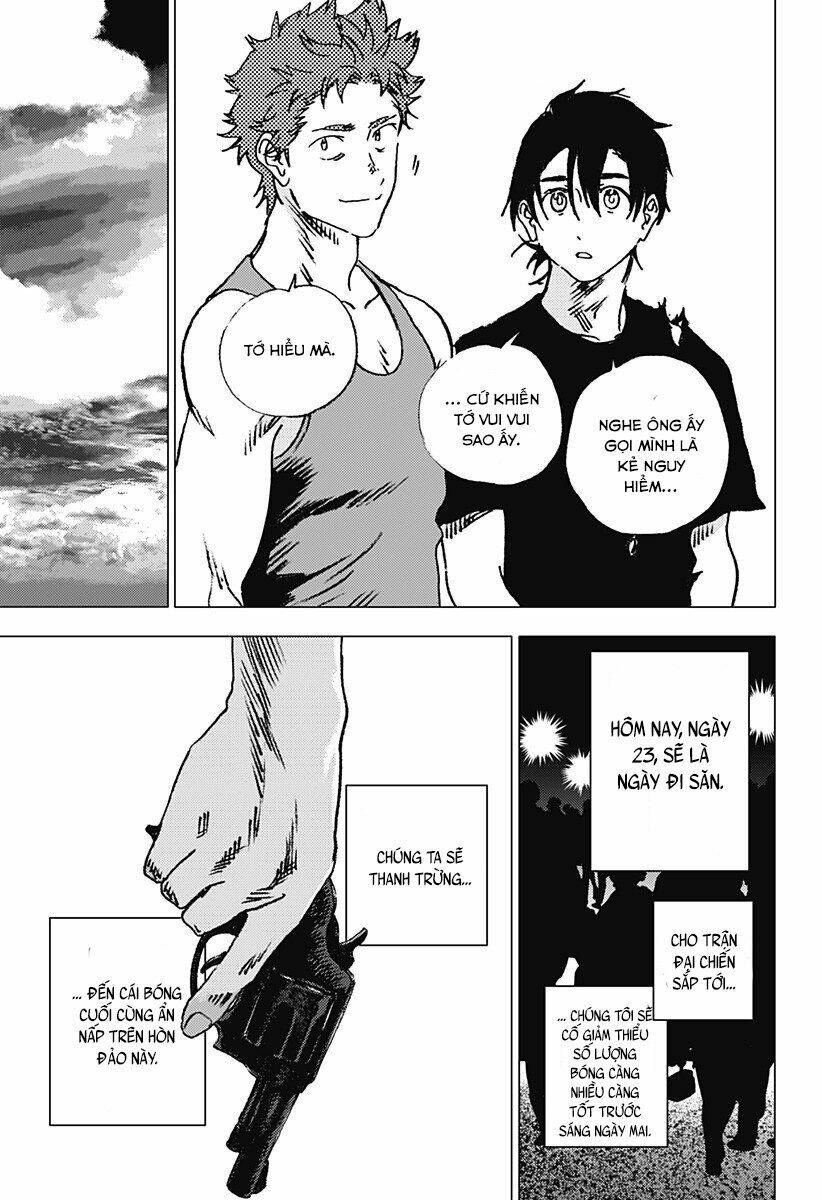 NGHE ÔNG ẤY
GỌI MÌNH LÀ
KẺ NGUY
HIỂM...
... CỨ KHIẾN
TỚ VUI VUI
SAO ẤY.
TỚ HIỂU MÀ.
HÔM NAY, NGÀY
23, SẼ LÀ
NGÀY ĐI SĂN.
CHO TRẬN
ĐẠI CHIẾN
SẮP TỚI...
... CHÚNG TÔI SẼ
CỐ GIẢM THIỂU
SỐ LƯỢNG
BÓNG CÀNG
NHIỀU CÀNG
TỐT TRƯỚC
SÁNG NGÀY MAI.
CHÚNG TA SẼ
THANH TRỪNG...
... ĐẾN CÁI BÓNG
CUỐI CÙNG ẨN
NẤP TRÊN HÒN
ĐẢO NÀY.